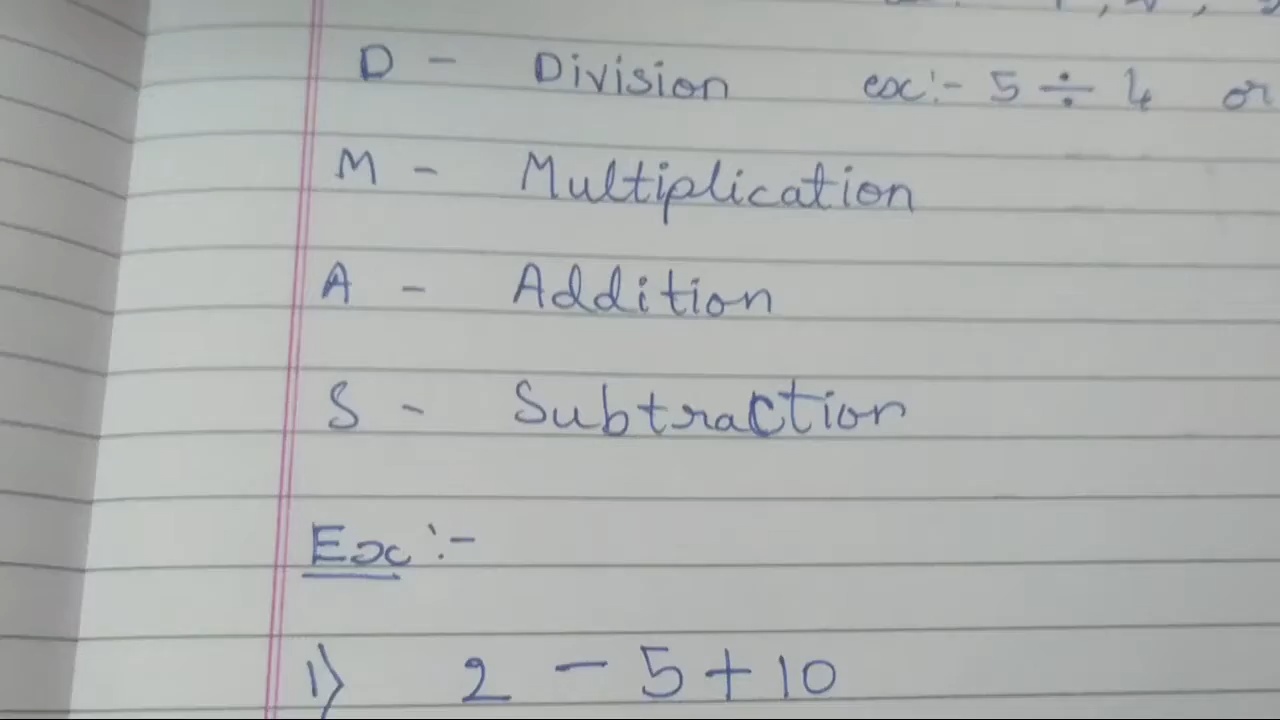 D - Division ex:- 5 ÷ 4 or
M - Multiplication
A - Addition
S - Subtraction
Ex :-
1) 2 - 5 + 10